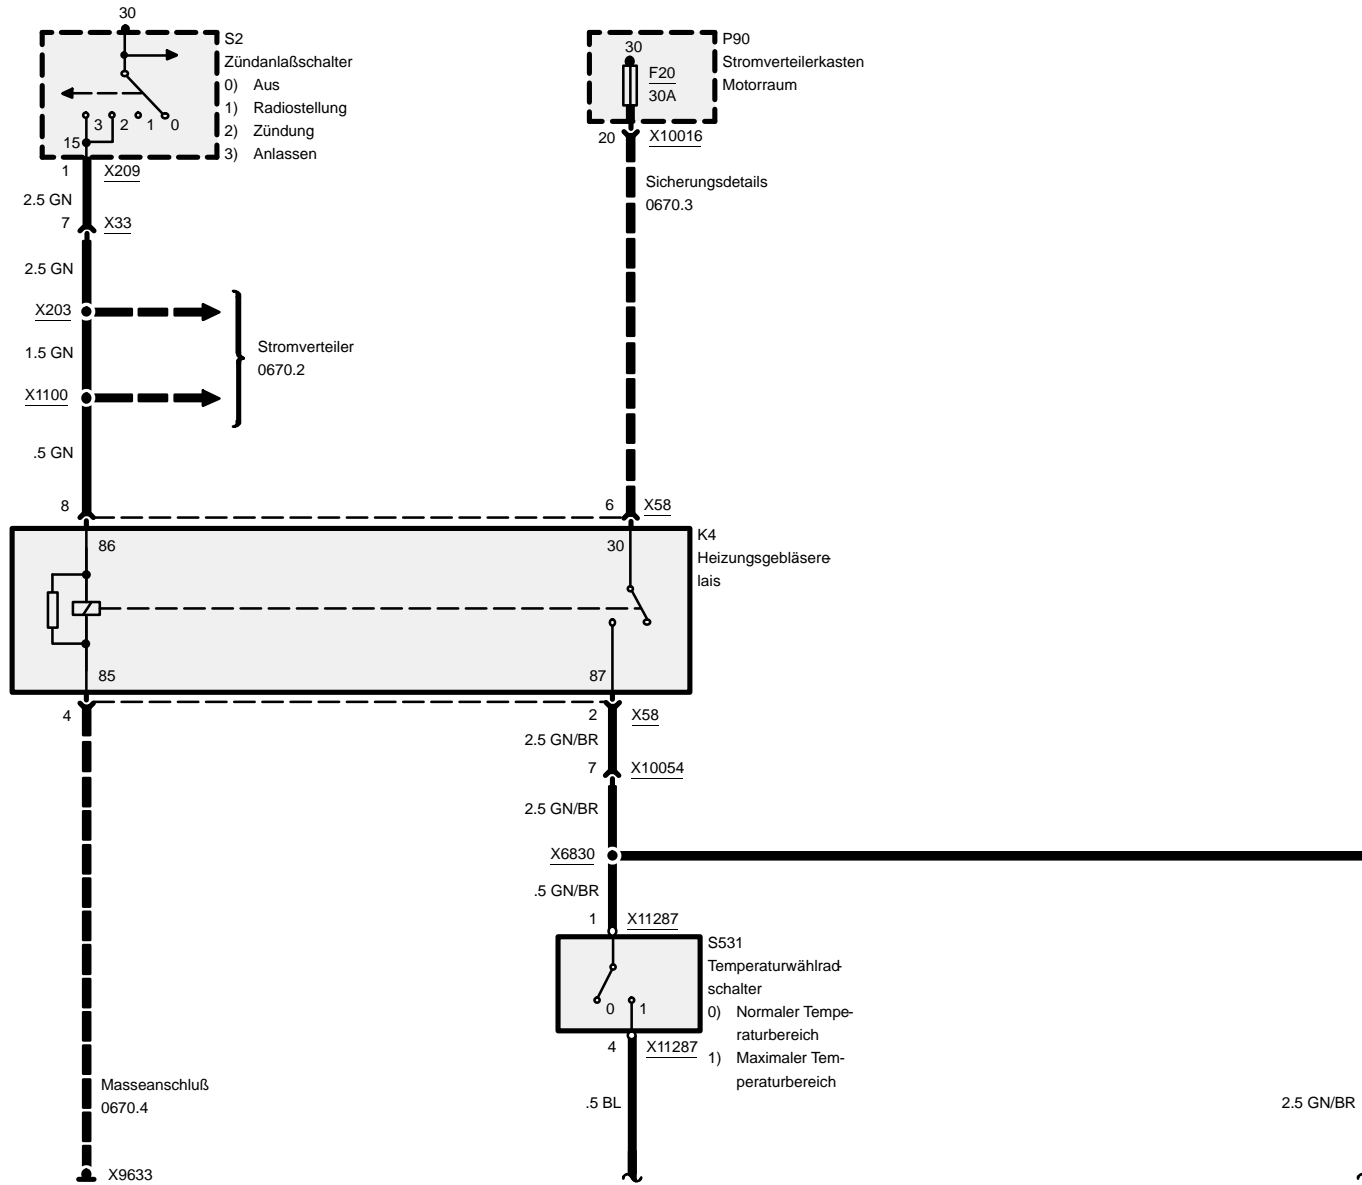 30
S2
Zündanlaßschalter
0) Aus
1) Radiostellung
2) Zündung
3) Anlassen
3 2 1 0
15
1 X209
2.5 GN
7 X33
2.5 GN
X203
1.5 GN
X1100
.5 GN
Stromverteiler
0670.2
30
F20
30A
P90
Stromverteilerkasten
Motorraum
20 X10016
Sicherungsdetails
0670.3
8
6 X58
86
30
K4
Heizungsgebläsere-
lais
85
87
4
2 X58
2.5 GN/BR
7 X10054
2.5 GN/BR
X6830
.5 GN/BR
1 X11287
S531
Temperaturwählrad-
schalter
0) Normaler Tempe-
raturbereich
1) Maximaler Tem-
peraturbereich
0 1
4 X11287
.5 BL
2.5 GN/BR
Masseanschluß
0670.4
X9633